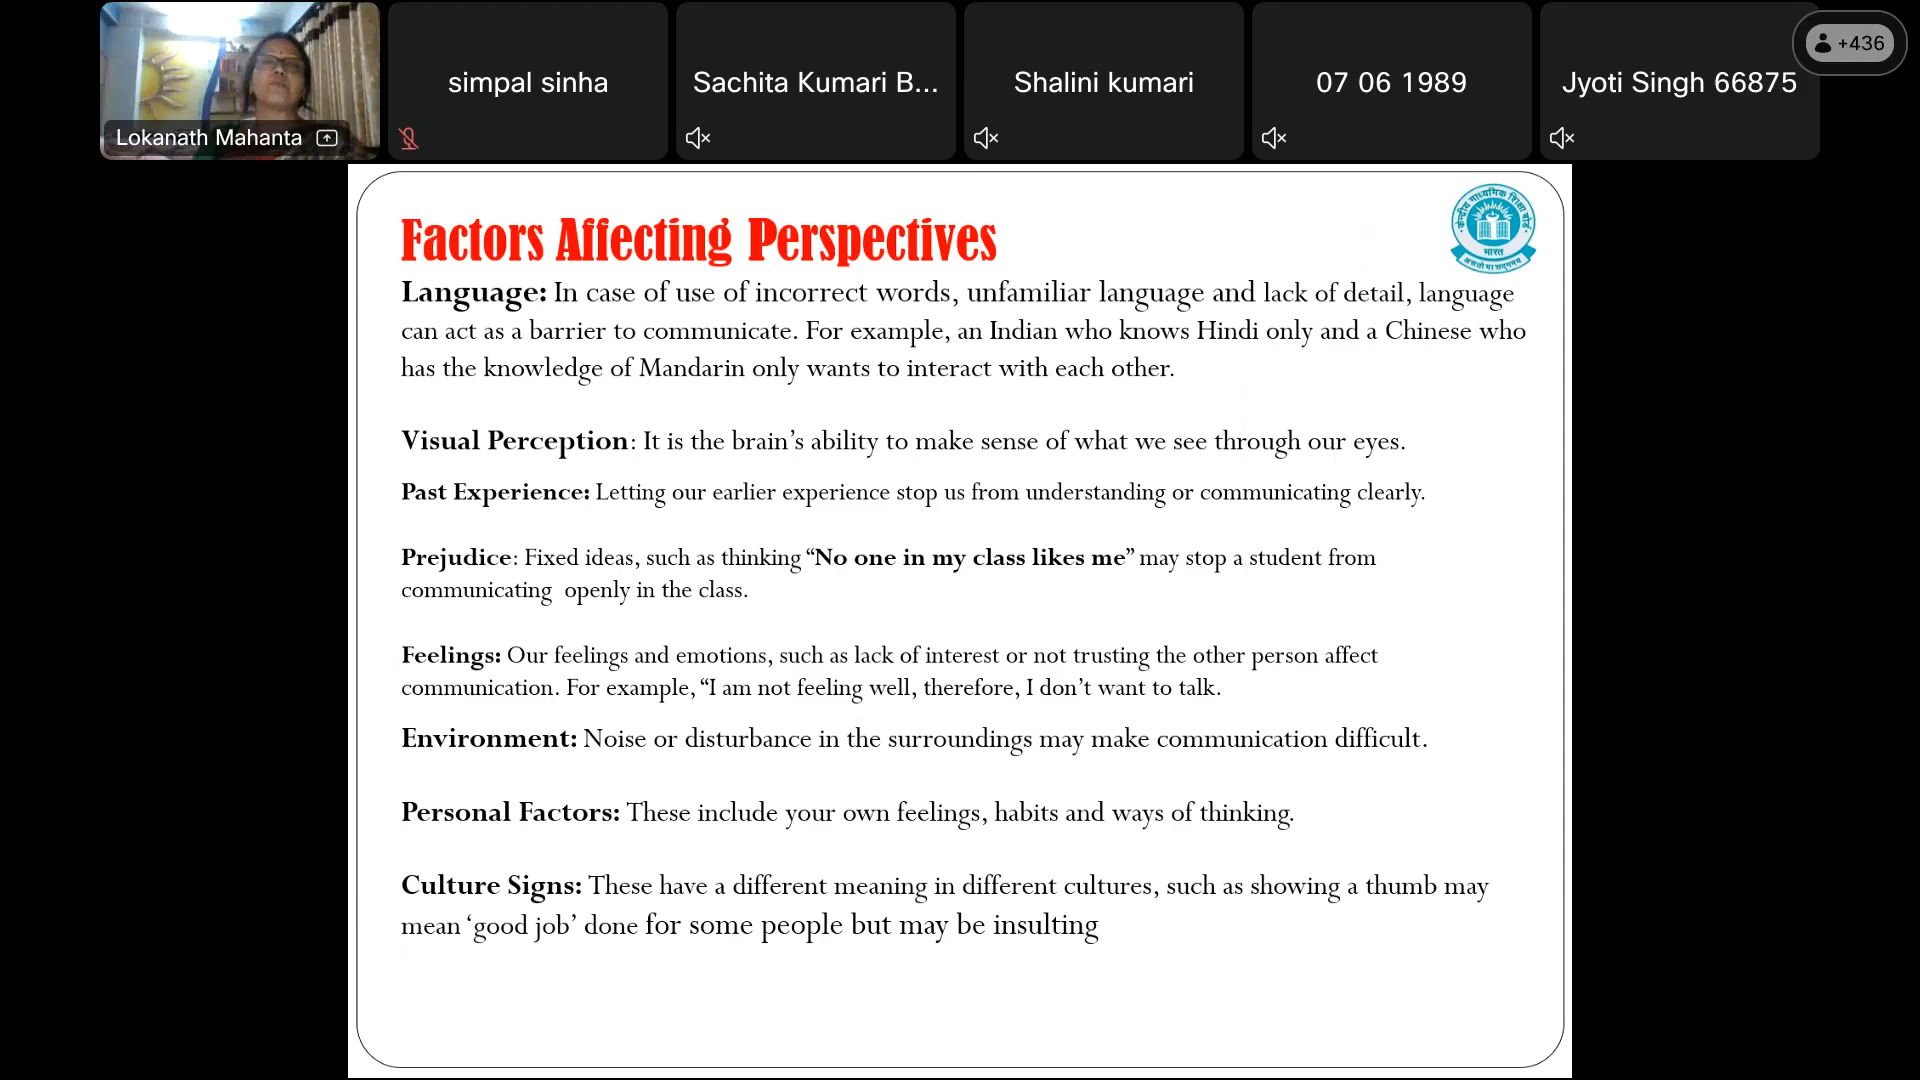 simpal sinha
Sachita Kumari B...
Shalini kumari
07 06 1989
Jyoti Singh 66875
+436
Lokanath Mahanta
केन्द्रीय माध्यमिक शिक्षा बोर्ड
भारत
असतो मा सद्गमय
Factors Affecting Perspectives
Language: In case of use of incorrect words, unfamiliar language and lack of detail, language
can act as a barrier to communicate. For example, an Indian who knows Hindi only and a Chinese who
has the knowledge of Mandarin only wants to interact with each other.
Visual Perception: It is the brain’s ability to make sense of what we see through our eyes.
Past Experience: Letting our earlier experience stop us from understanding or communicating clearly.
Prejudice: Fixed ideas, such as thinking “No one in my class likes me” may stop a student from
communicating openly in the class.
Feelings: Our feelings and emotions, such as lack of interest or not trusting the other person affect
communication. For example, “I am not feeling well, therefore, I don’t want to talk.
Environment: Noise or disturbance in the surroundings may make communication difficult.
Personal Factors: These include your own feelings, habits and ways of thinking.
Culture Signs: These have a different meaning in different cultures, such as showing a thumb may
mean ‘good job’ done for some people but may be insulting